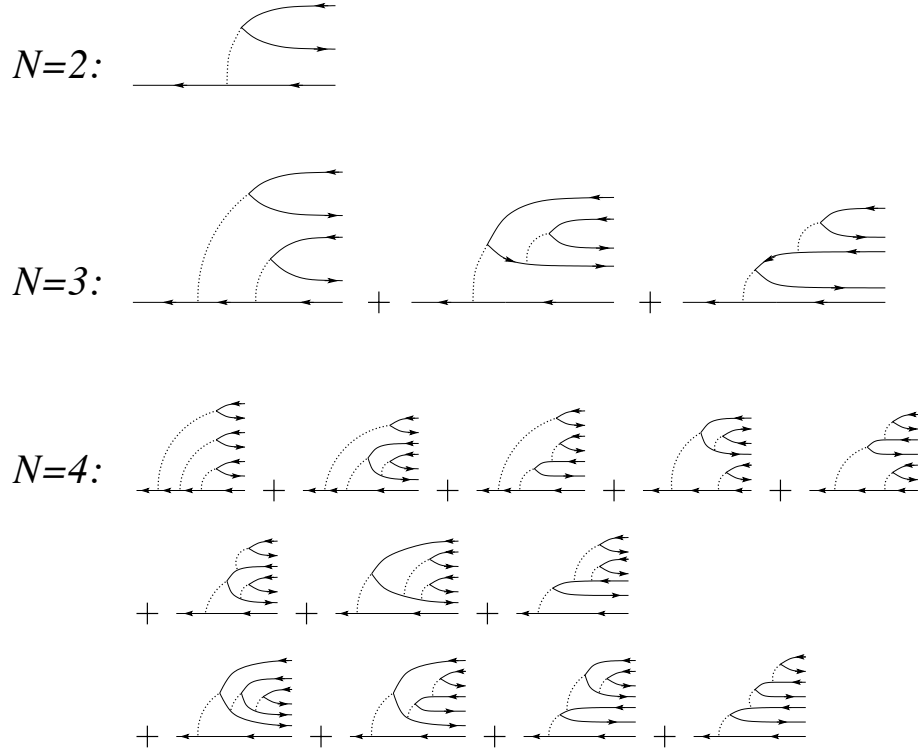 N=2:
N=3: + +
N=4: + + + +
+ + +
+ + + +